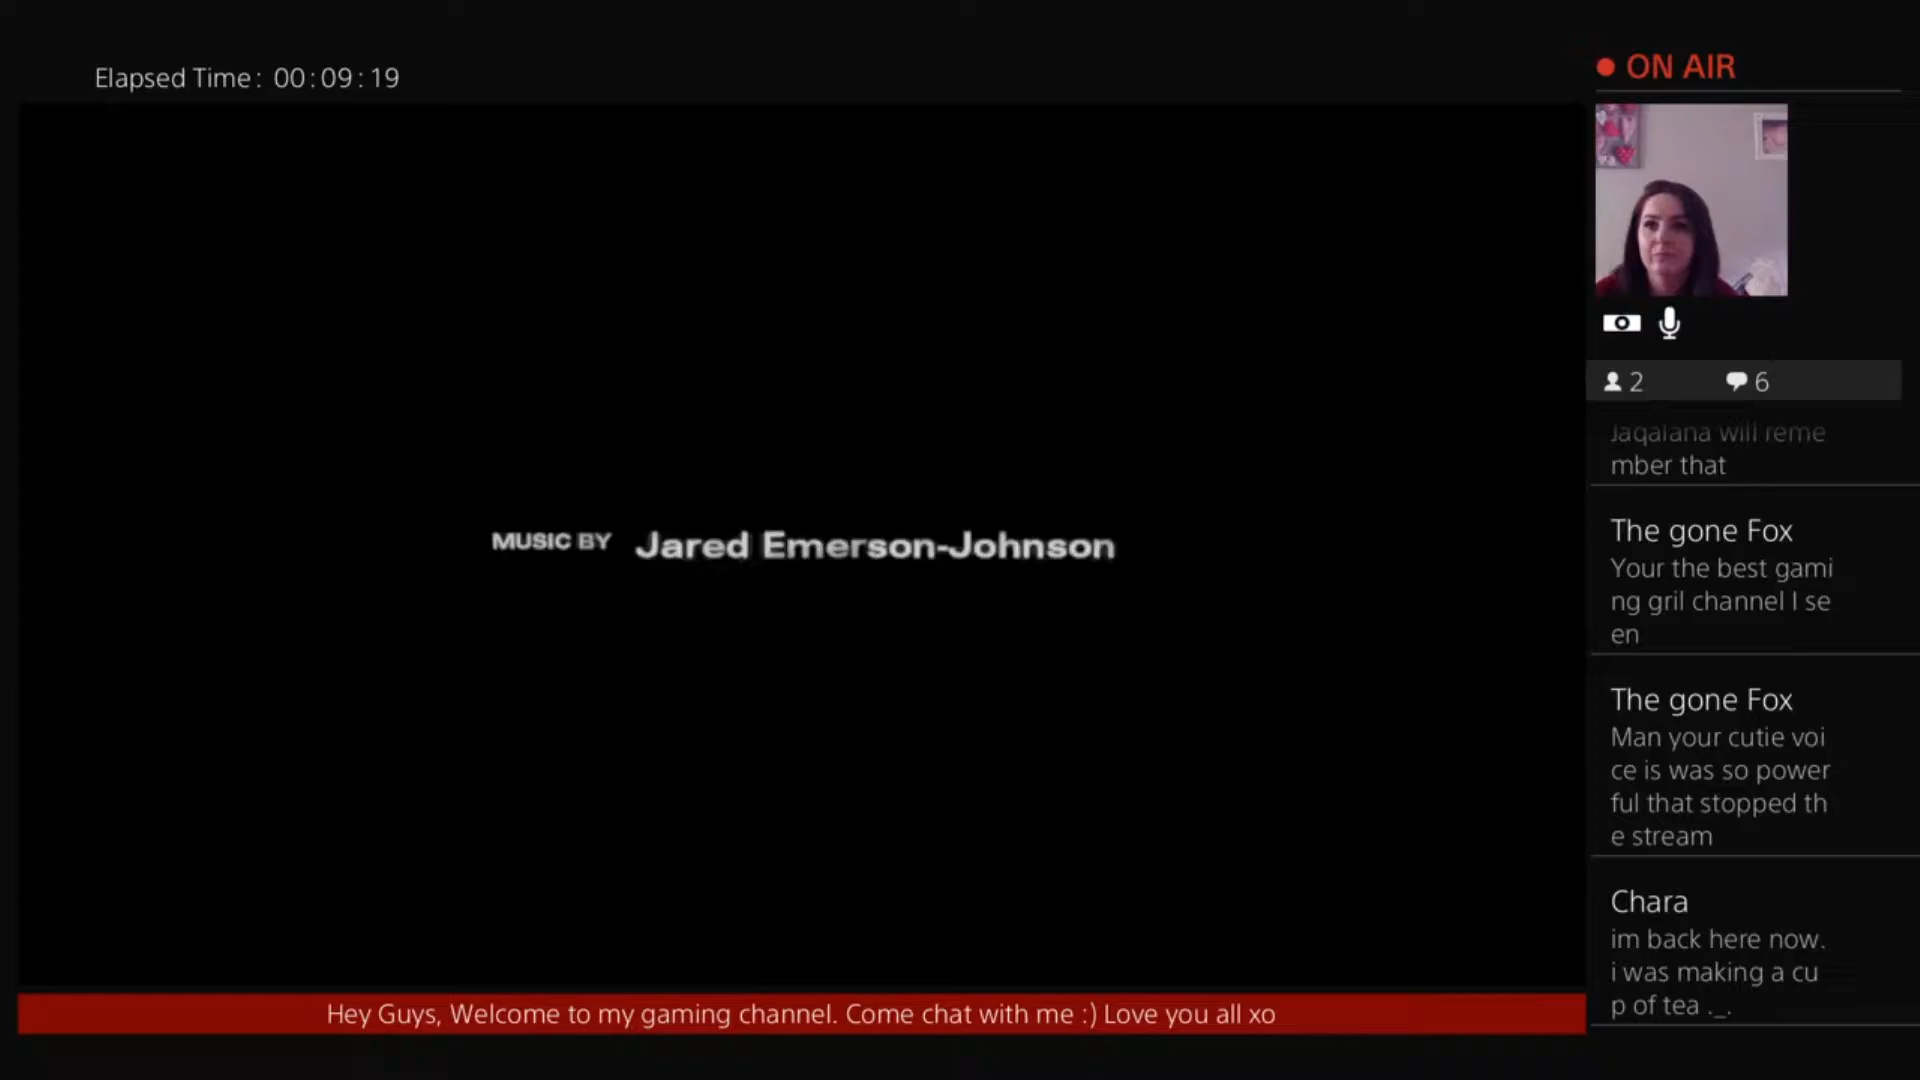 Elapsed Time: 00:09:19
ON AIR
2
6
Jaqalana will reme
mber that
The gone Fox
Your the best gami
ng gril channel I se
en
The gone Fox
Man your cutie voi
ce is was so power
ful that stopped th
e stream
Chara
im back here now.
i was making a cu
p of tea ._.
MUSIC BY Jared Emerson-Johnson
Hey Guys, Welcome to my gaming channel. Come chat with me :) Love you all xo